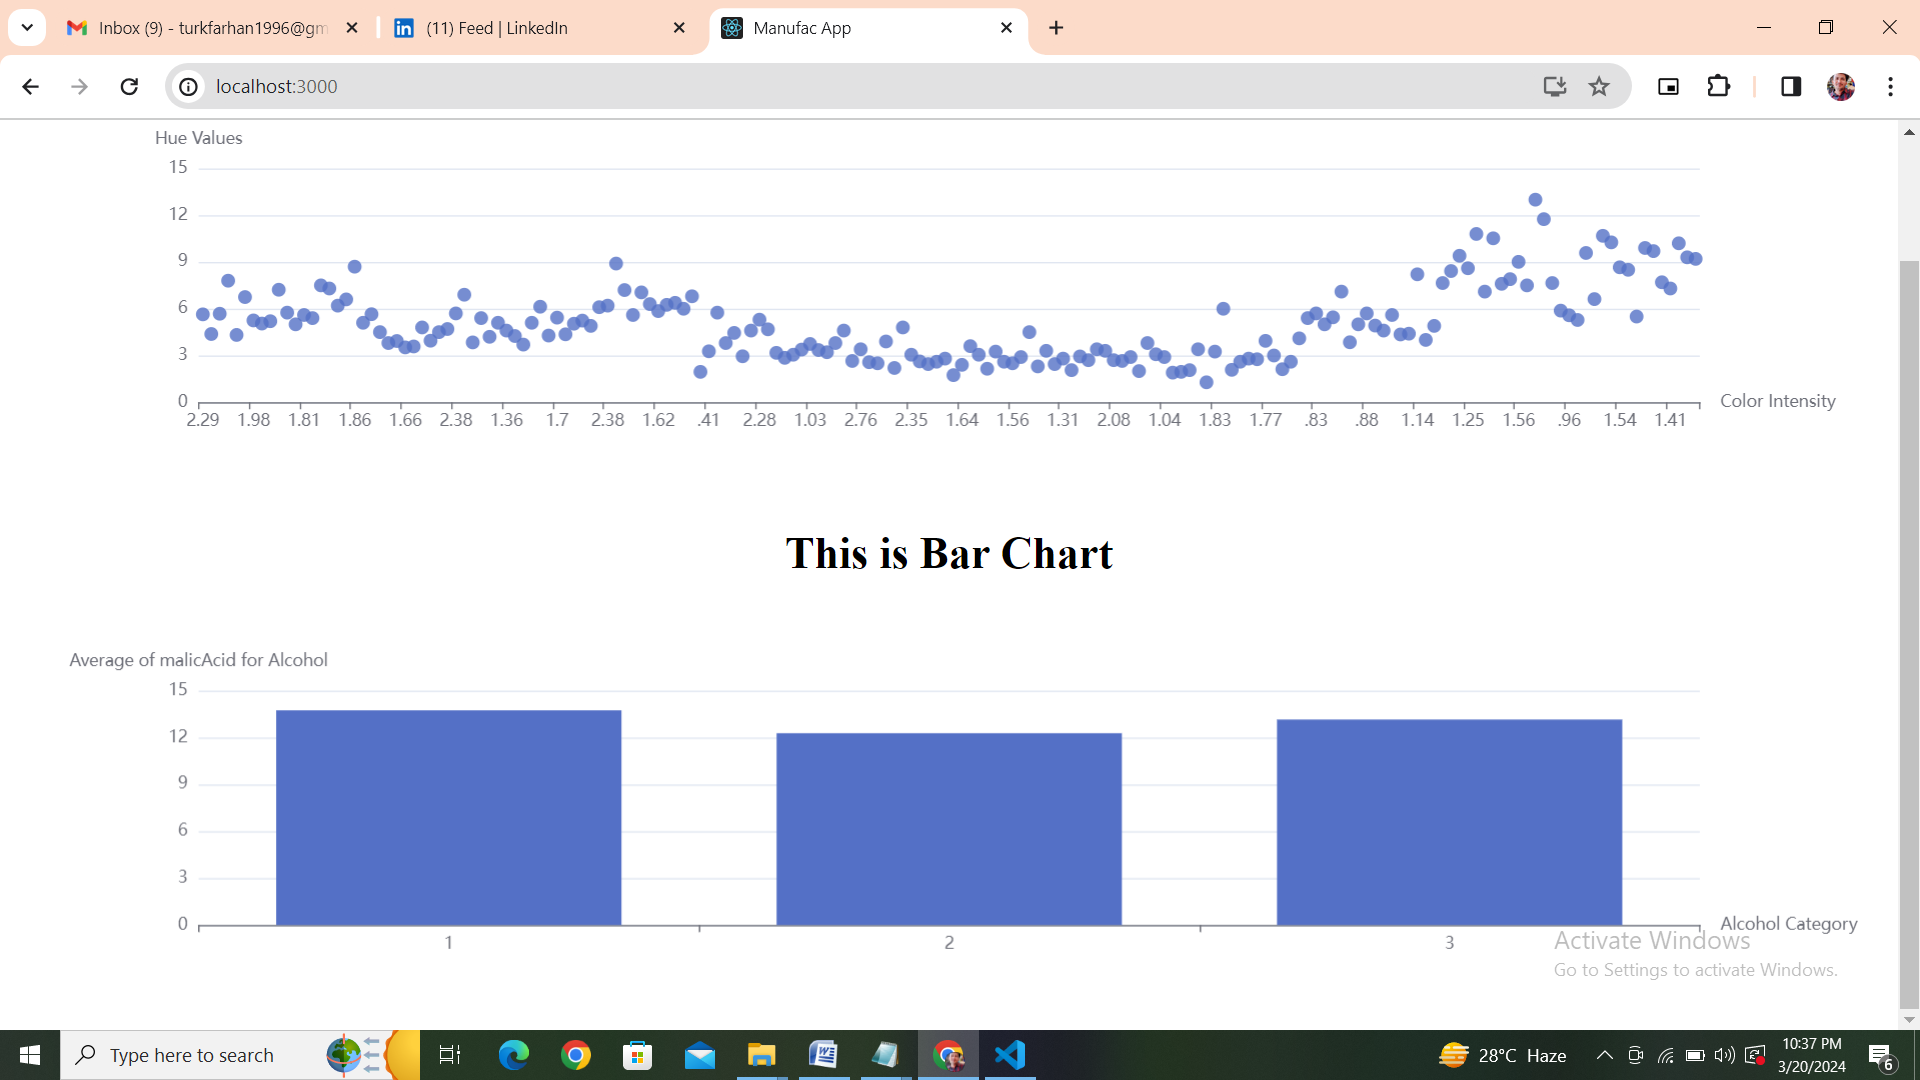 Inbox (9) - turkfarhan1996@gm
(11) Feed | LinkedIn
Manufac App
localhost:3000
Hue Values
15
12
9
6
3
0
2.29 1.98 1.81 1.86 1.66 2.38 1.36 1.7 2.38 1.62 .41 2.28 1.03 2.76 2.35 1.64 1.56 1.31 2.08 1.04 1.83 1.77 .83 .88 1.14 1.25 1.56 .96 1.54 1.41
Color Intensity
This is Bar Chart
Average of malicAcid for Alcohol
15
12
9
6
3
0
1 2 3
Alcohol Category
Activate Windows
Go to Settings to activate Windows.
Type here to search
28°C Haze
10:37 PM
3/20/2024
6